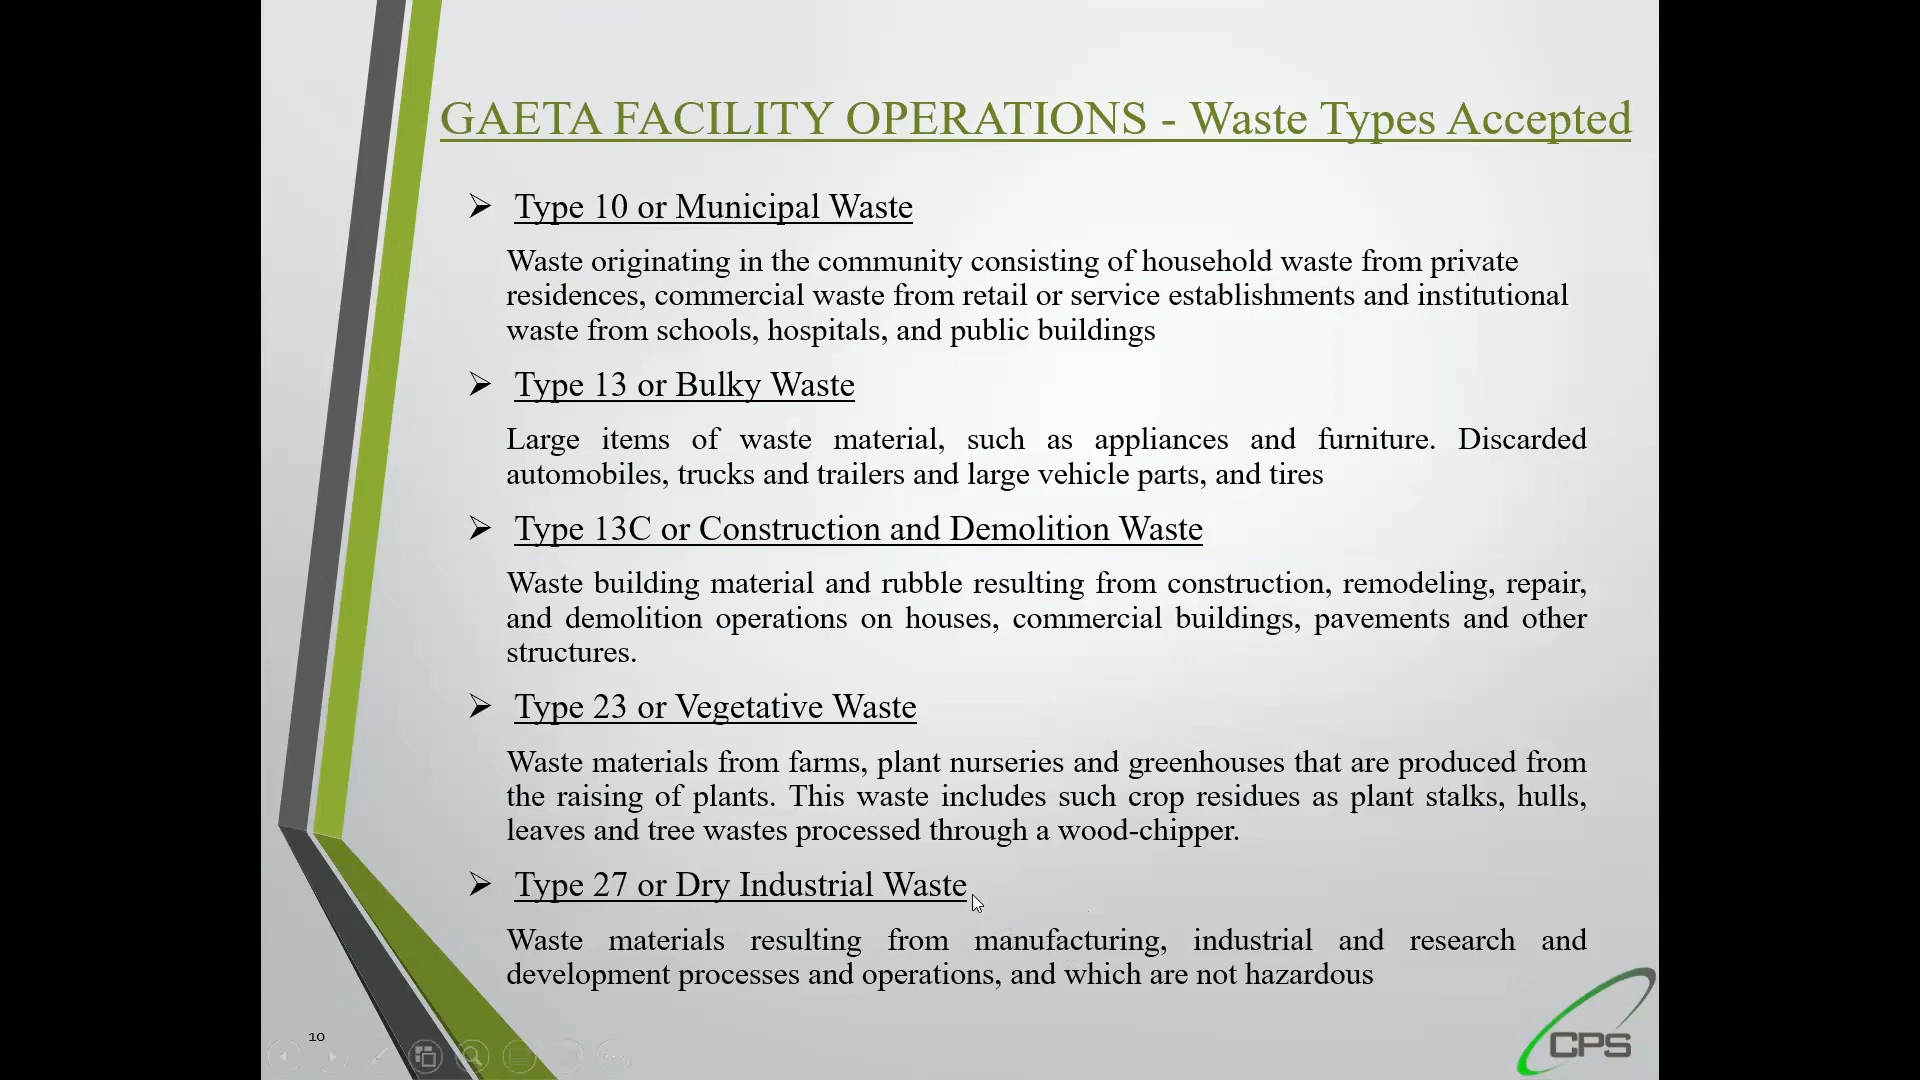 GAETA FACILITY OPERATIONS - Waste Types Accepted
Type 10 or Municipal Waste
Waste originating in the community consisting of household waste from private
residences, commercial waste from retail or service establishments and institutional
waste from schools, hospitals, and public buildings
Type 13 or Bulky Waste
Large items of waste material, such as appliances and furniture. Discarded
automobiles, trucks and trailers and large vehicle parts, and tires
Type 13C or Construction and Demolition Waste
Waste building material and rubble resulting from construction, remodeling, repair,
and demolition operations on houses, commercial buildings, pavements and other
structures.
Type 23 or Vegetative Waste
Waste materials from farms, plant nurseries and greenhouses that are produced from
the raising of plants. This waste includes such crop residues as plant stalks, hulls,
leaves and tree wastes processed through a wood-chipper.
Type 27 or Dry Industrial Waste
Waste materials resulting from manufacturing, industrial and research and
development processes and operations, and which are not hazardous
10
CPS